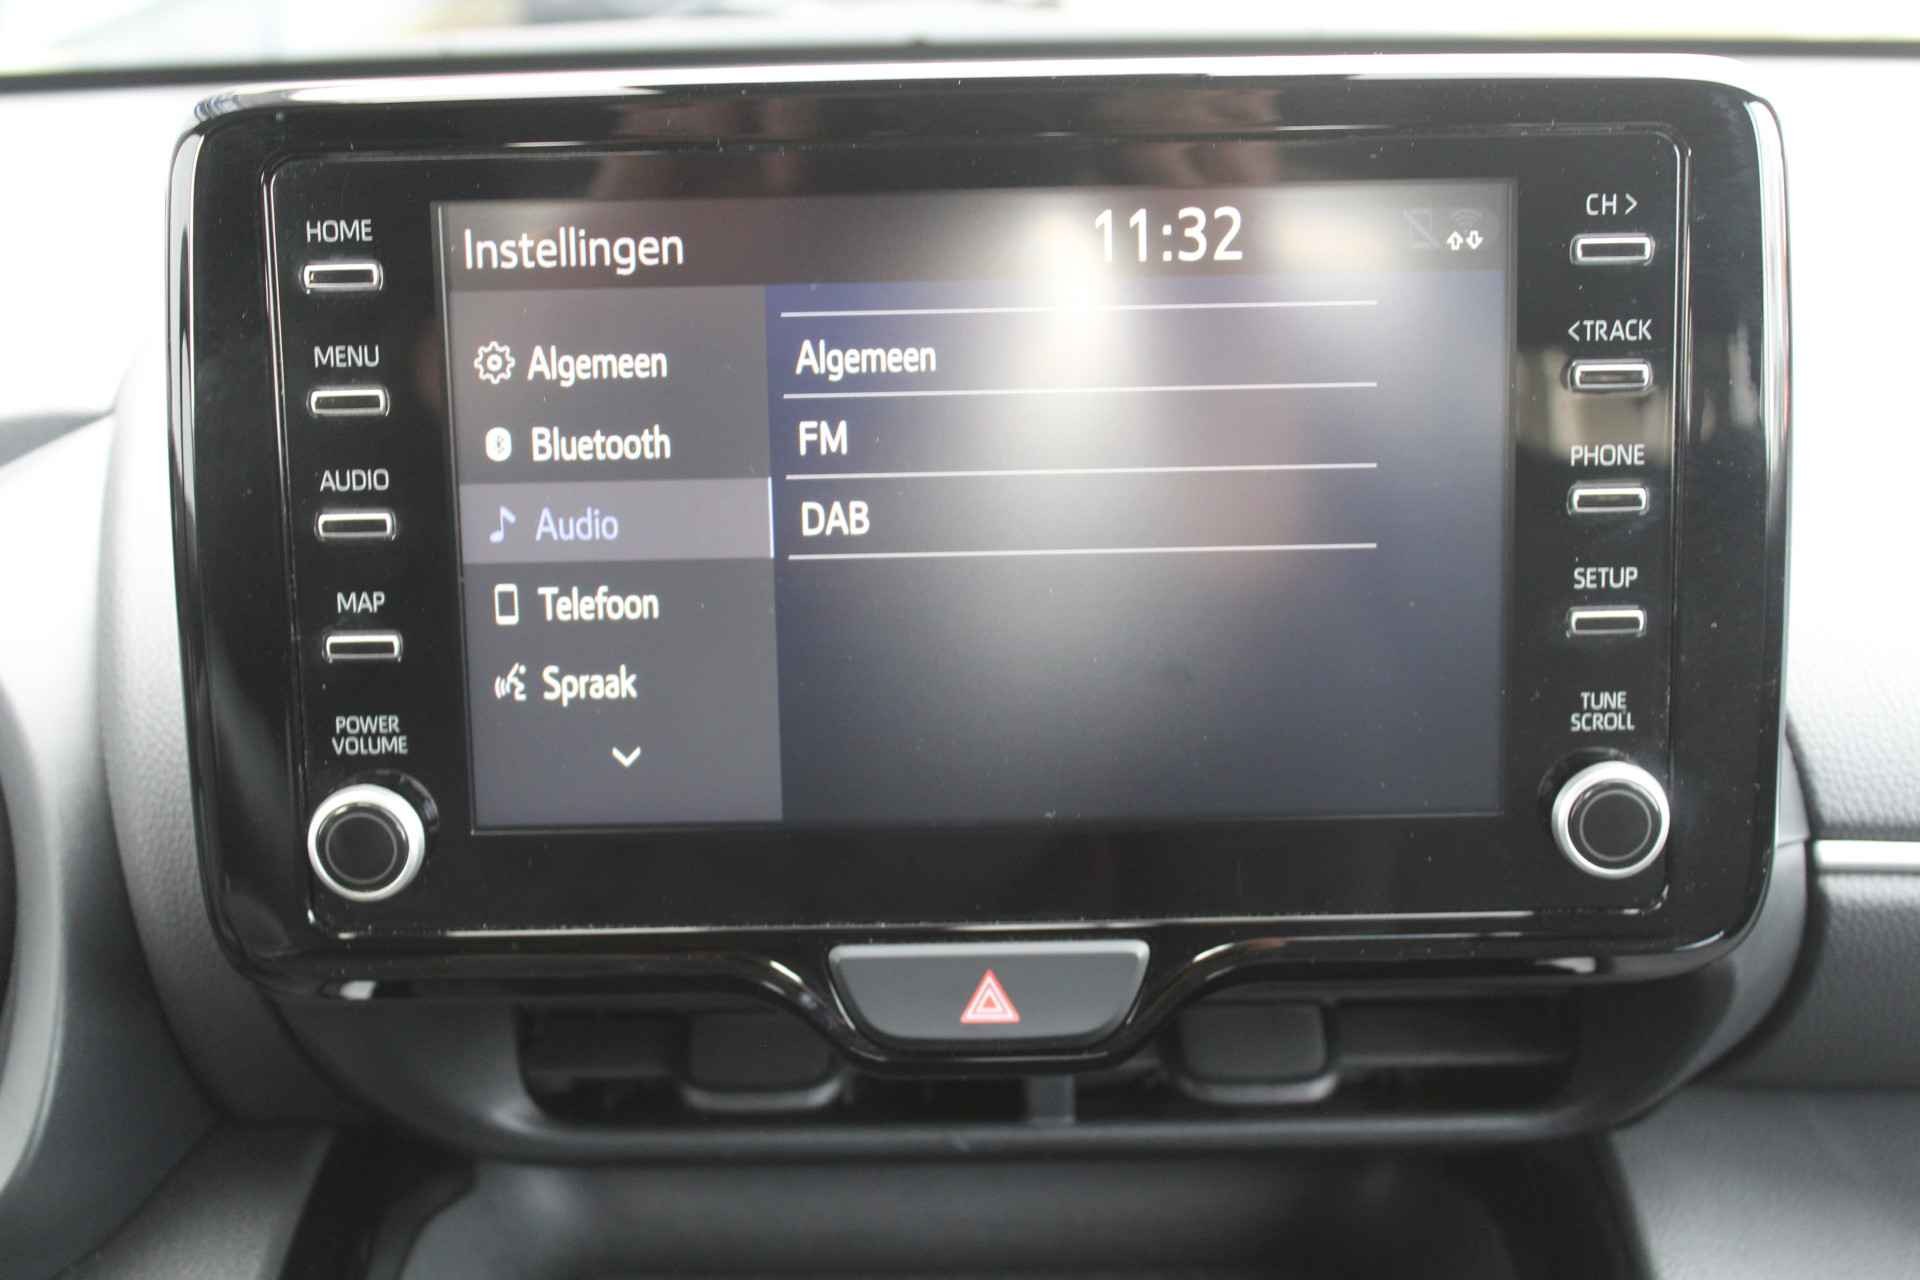 HOME
MENU
AUDIO
MAP
POWER
VOLUME
Instellingen
11:32
Algemeen
Bluetooth
Audio
Telefoon
Spraak
Algemeen
FM
DAB
CH >
<TRACK
PHONE
SETUP
TUNE
SCROLL